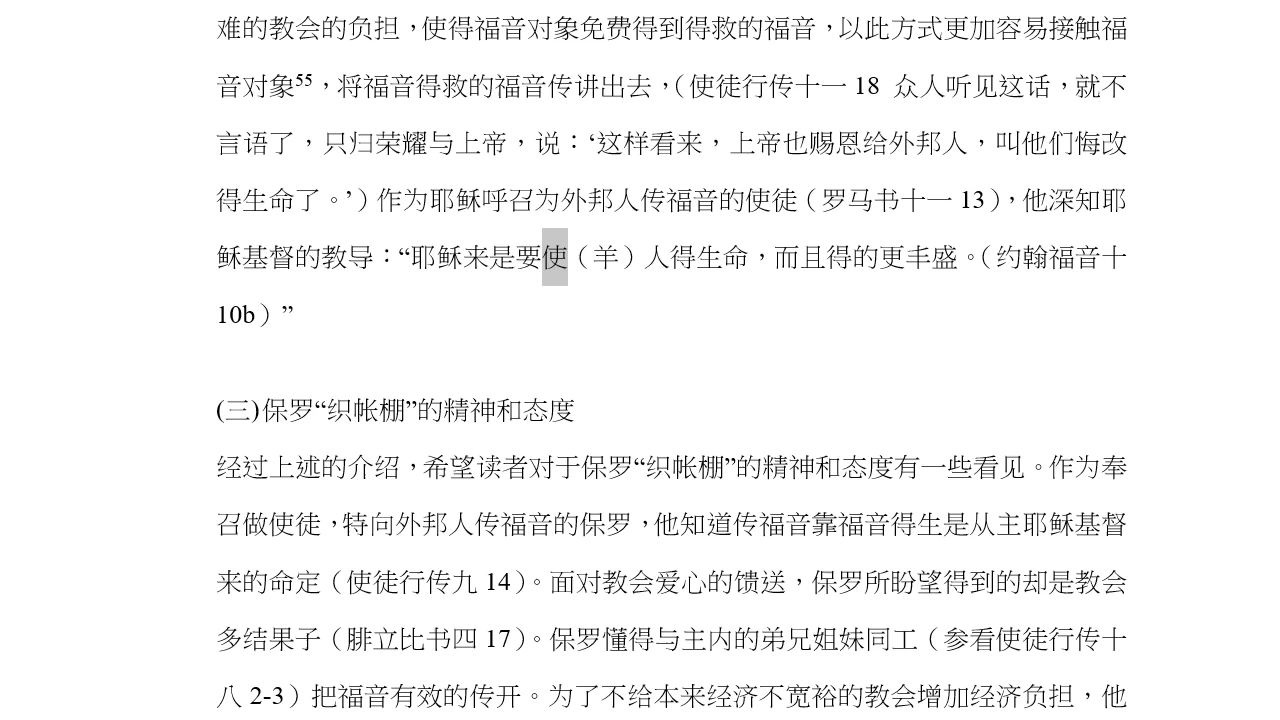 难的教会的负担，使得福音对象免费得到得救的福音，以此方式更加容易接触福
音对象55，将福音得救的福音传讲出去，（使徒行传十一 18 众人听见这话，就不
言语了，只归荣耀与上帝，说：‘这样看来，上帝也赐恩给外邦人，叫他们悔改
得生命了。’）作为耶稣呼召为外邦人传福音的使徒（罗马书十一 13），他深知耶
稣基督的教导：“耶稣来是要使（羊）人得生命，而且得的更丰盛。（约翰福音十
10b）”
(三)保罗“织帐棚”的精神和态度
经过上述的介绍，希望读者对于保罗“织帐棚”的精神和态度有一些看见。作为奉
召做使徒，特向外邦人传福音的保罗，他知道传福音靠福音得生是从主耶稣基督
来的命定（使徒行传九 14）。面对教会爱心的馈送，保罗所盼望得到的却是教会
多结果子（腓立比书四 17）。保罗懂得与主内的弟兄姐妹同工（参看使徒行传十
八 2-3）把福音有效的传开。为了不给本来经济不宽裕的教会增加经济负担，他